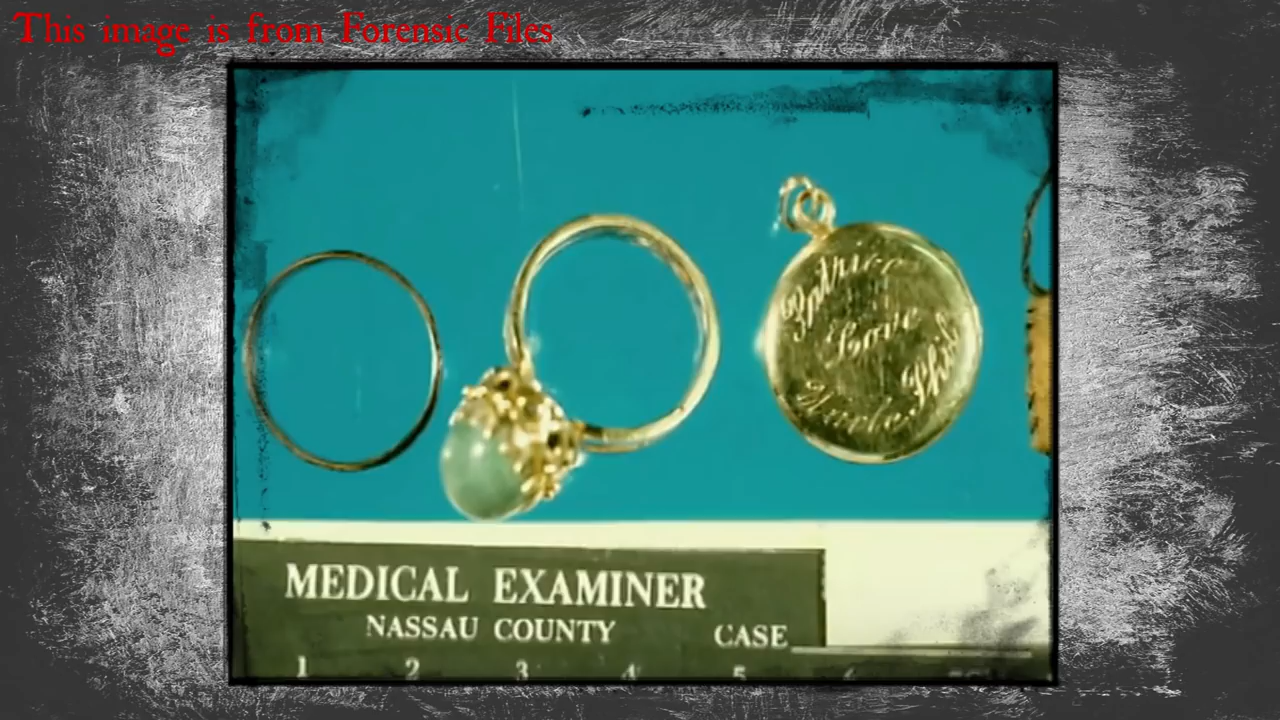 This image is from Forensic Files
Patrice
Love
Uncle Phil
MEDICAL EXAMINER
NASSAU COUNTY
CASE
1 2 3 4 5